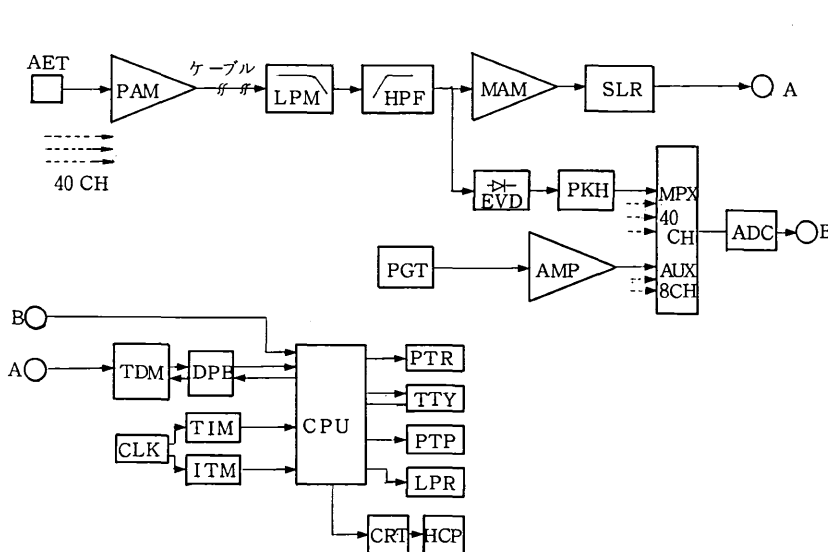 AET
PAM
ケーブル
LPM
HPF
MAM
SLR
A
40 CH
EVD
PKH
MPX
40
CH
ADC
B
PGT
AMP
AUX
8CH
B
A
TDM
DPB
CPU
PTR
TTY
CLK
TIM
ITM
PTP
LPR
CRT
HCP